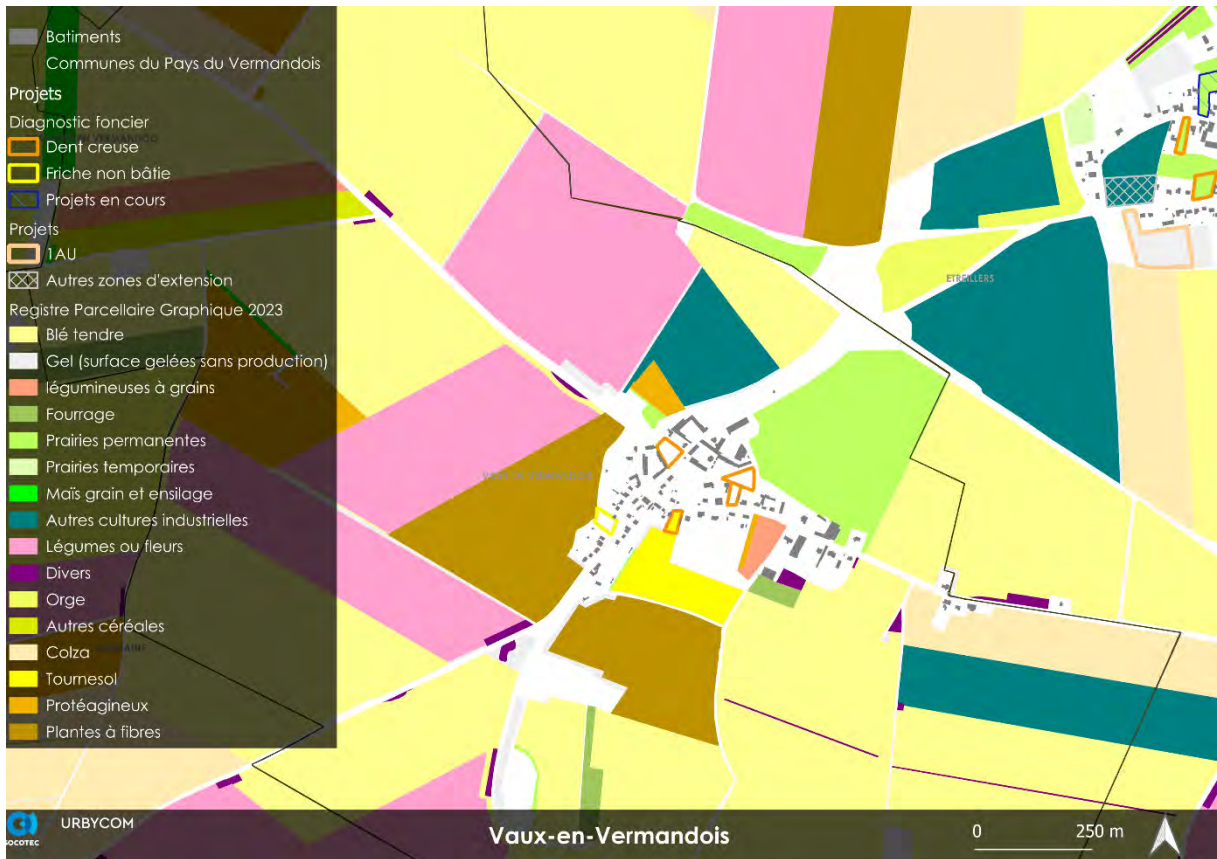 Batiments
Communes du Pays du Vermandois
Projets
Diagnostic foncier
Dent creuse
Friche non bâtie
Projets en cours
Projets
1AU
Autres zones d'extension
Registre Parcellaire Graphique 2023
Blé tendre
Gel (surface gelées sans production)
légumineuses à grains
Fourrage
Prairies permanentes
Prairies temporaires
Maïs grain et ensilage
Autres cultures industrielles
Légumes ou fleurs
Divers
Orge
Autres céréales
Colza
Tournesol
Protéagineux
Plantes à fibres
ETREILLERS
VAUX-EN-VERMANDOIS
SOCOTEC
URBYCOM
Vaux-en-Vermandois
0 250 m